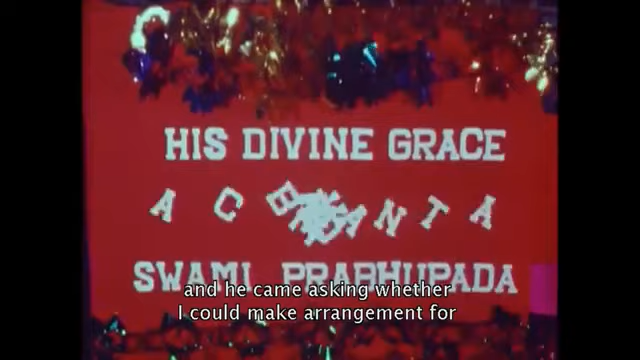 HIS DIVINE GRACE
A C
SWAMI PRABHUPADA
and he came asking whether
I could make arrangement for